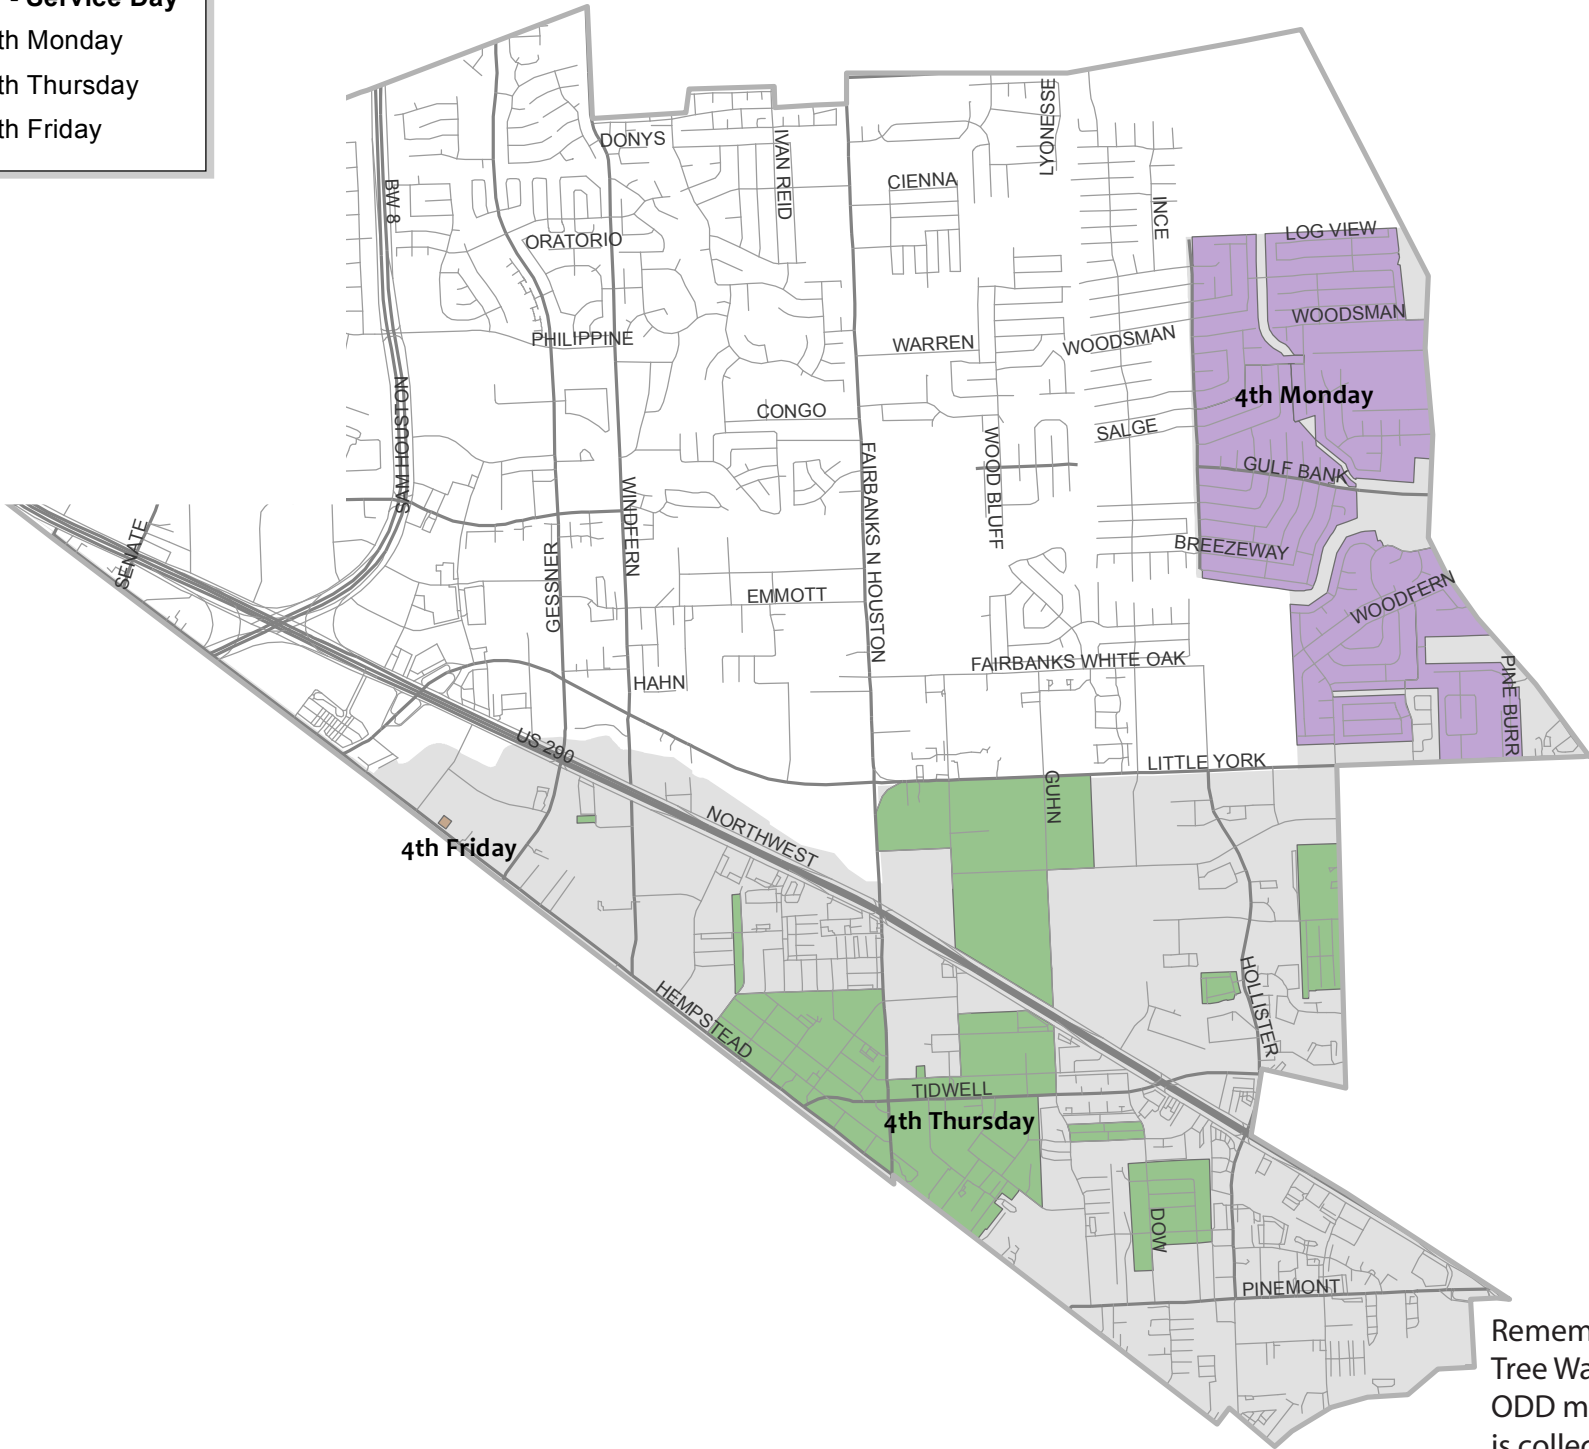 - Service Day
th Monday
th Thursday
th Friday
DONYS
IVAN REID
LYONESSE
BW 8
CIENNA
INCE
ORATORIO
LOG VIEW
WOODSMAN
PHILIPPINE
WARREN
WOODSMAN
4th Monday
SAM HOUSTON
CONGO
SALGE
GULF BANK
FAIRBANKS N HOUSTON
WOOD BLUFF
WINDFERN
SENATE
GESSNER
BREEZEWAY
EMMOTT
WOODFERN
FAIRBANKS WHITE OAK
HAHN
PINE BURR
US 290
LITTLE YORK
GUHN
NORTHWEST
4th Friday
HOLLISTER
HEMPSTEAD
TIDWELL
4th Thursday
DOW
PINEMONT
Remem
Tree Wa
ODD m
is collec